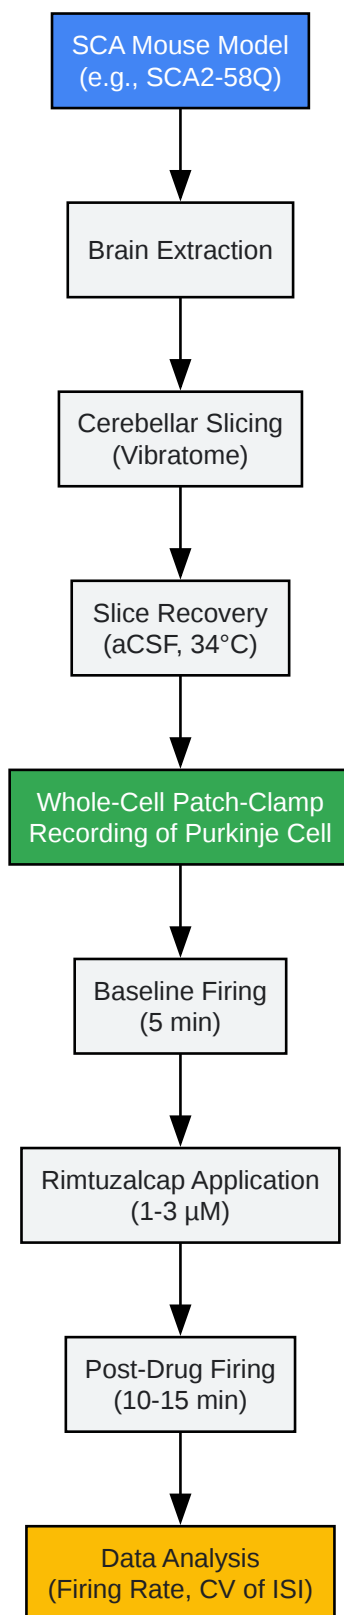 SCA Mouse Model
(e.g., SCA2-58Q)
Brain Extraction
Cerebellar Slicing
(Vibratome)
Slice Recovery
(aCSF, 34°C)
Whole-Cell Patch-Clamp
Recording of Purkinje Cell
Baseline Firing
(5 min)
Rimtuzalcap Application
(1-3 µM)
Post-Drug Firing
(10-15 min)
Data Analysis
(Firing Rate, CV of ISI)